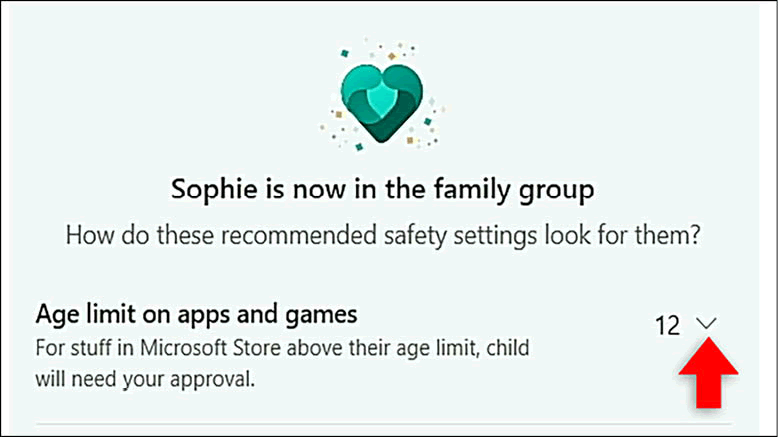 Sophie is now in the family group
How do these recommended safety settings look for them?
Age limit on apps and games
12
For stuff in Microsoft Store above their age limit, child
will need your approval.